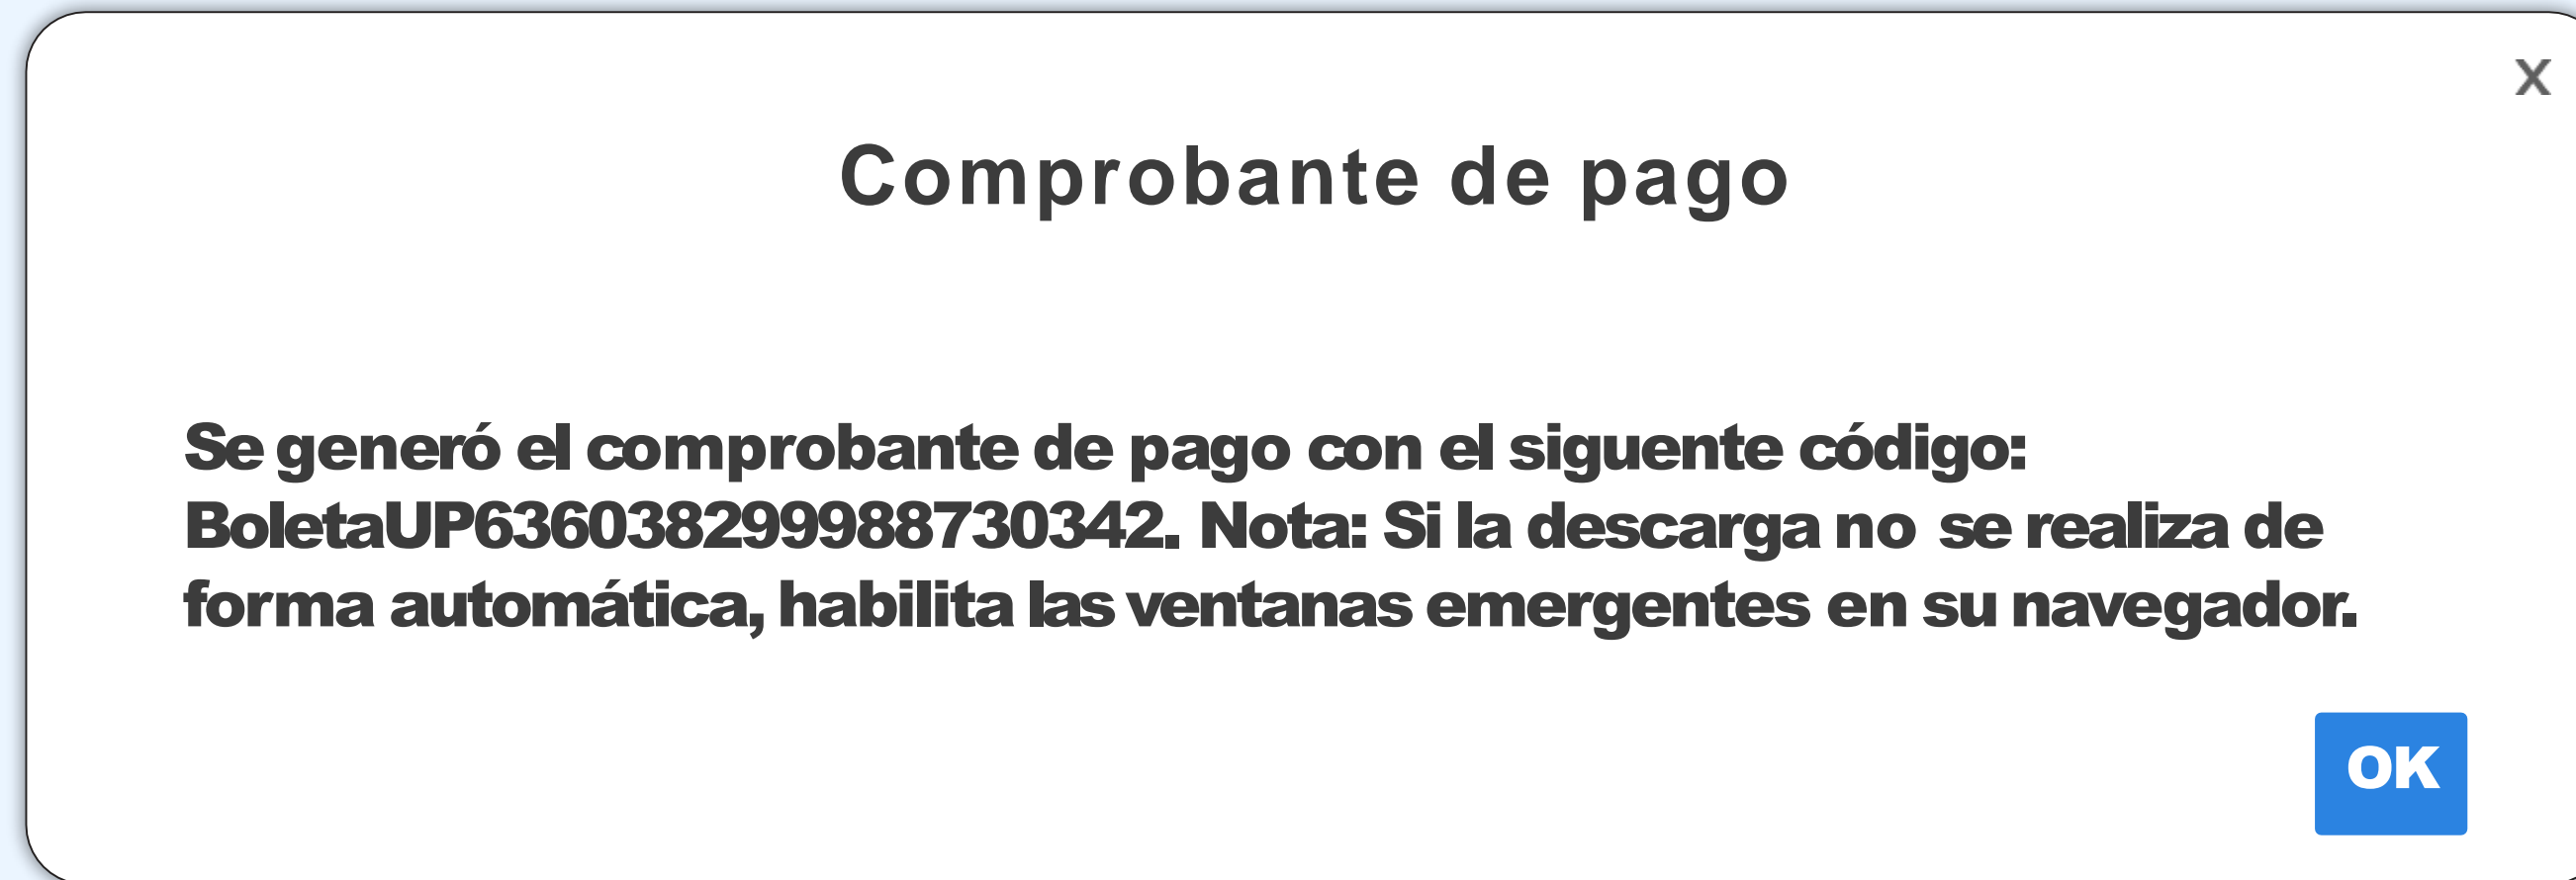 X
Comprobante de pago
Se generó el comprobante de pago con el siguente código:
BoletaUP636038299988730342. Nota: Si la descarga no se realiza de
forma automática, habilita las ventanas emergentes en su navegador.
OK